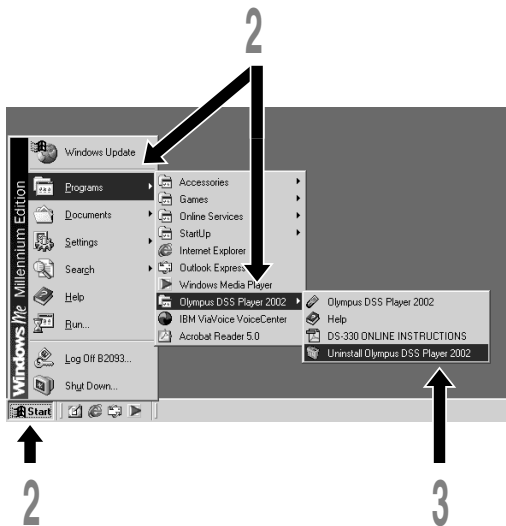 2
Windows Me Millennium Edition
Windows Update
Programs
Documents
Settings
Search
Help
Run...
Log Off B2093...
Shut Down...
Start
Accessories
Games
Online Services
StartUp
Internet Explorer
Outlook Express
Windows Media Player
Olympus DSS Player 2002
IBM ViaVoice VoiceCenter
Acrobat Reader 5.0
Olympus DSS Player 2002
Help
DS-330 ONLINE INSTRUCTIONS
Uninstall Olympus DSS Player 2002
2
3